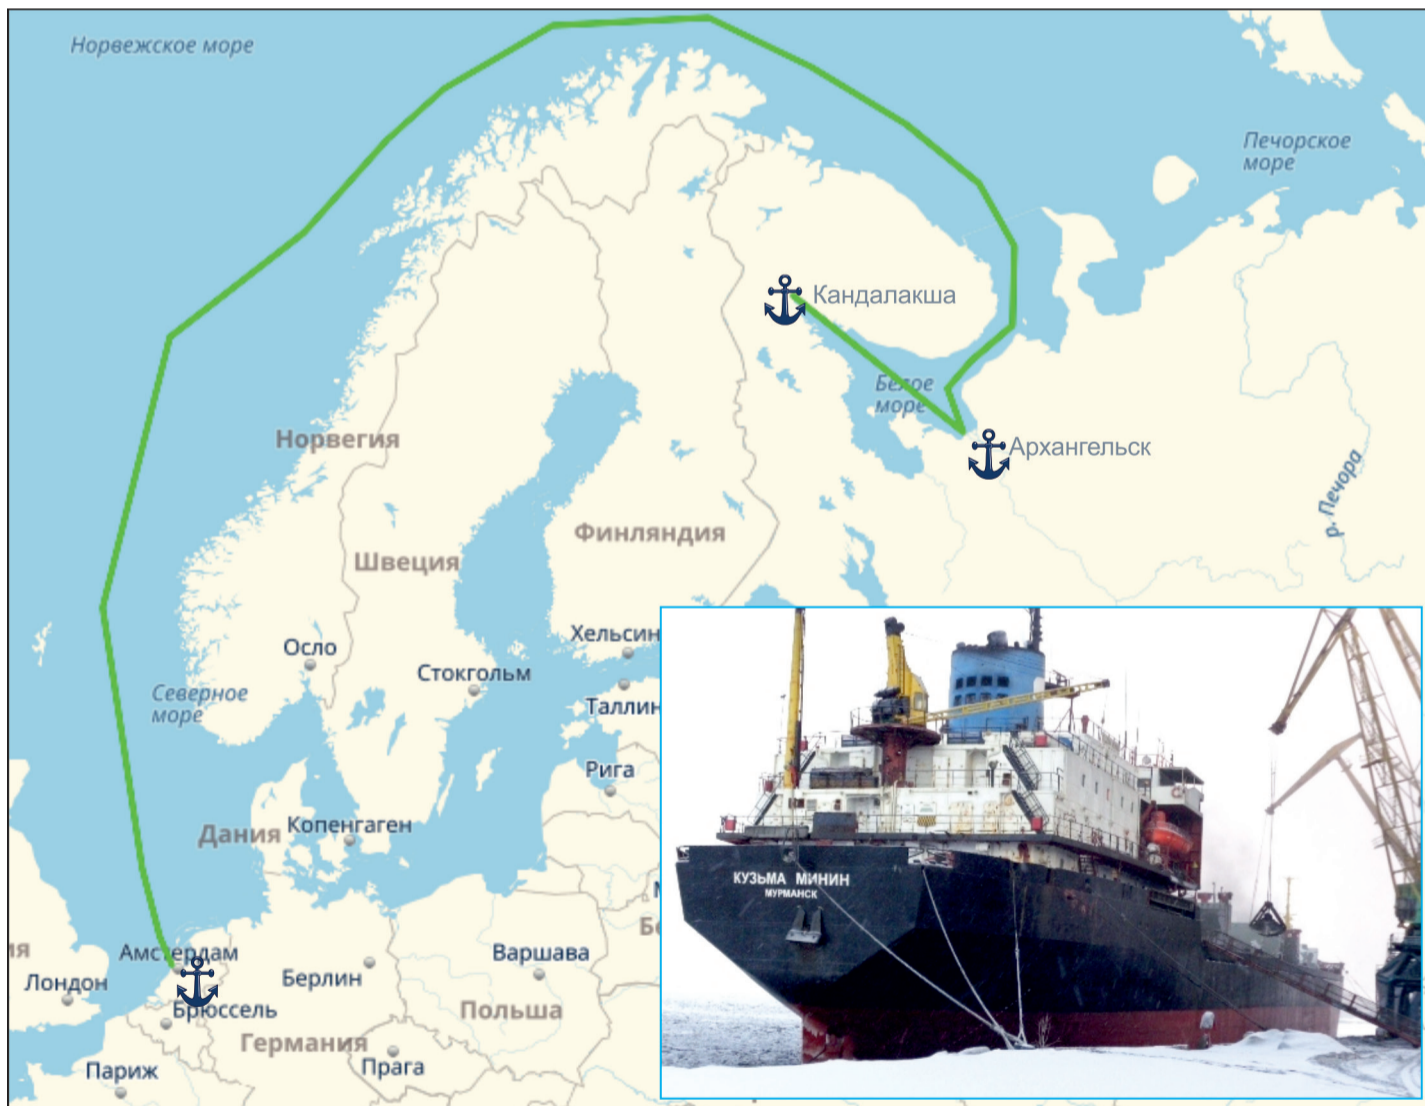 Норвежское море
Печорское
море
Кандалакша
Белое
море
Норвегия
Архангельск
Финляндия
р. Печора
Швеция
Хельсин
Осло
Стокгольм
Северное
море
Таллин
Рига
Дания
Копенгаген
КУЗЬМА МИНИН
МУРМАНСК
ия
Амстердам
Варшава
Лондон
Берлин
Брюссель
Польша
Германия
Париж
Прага